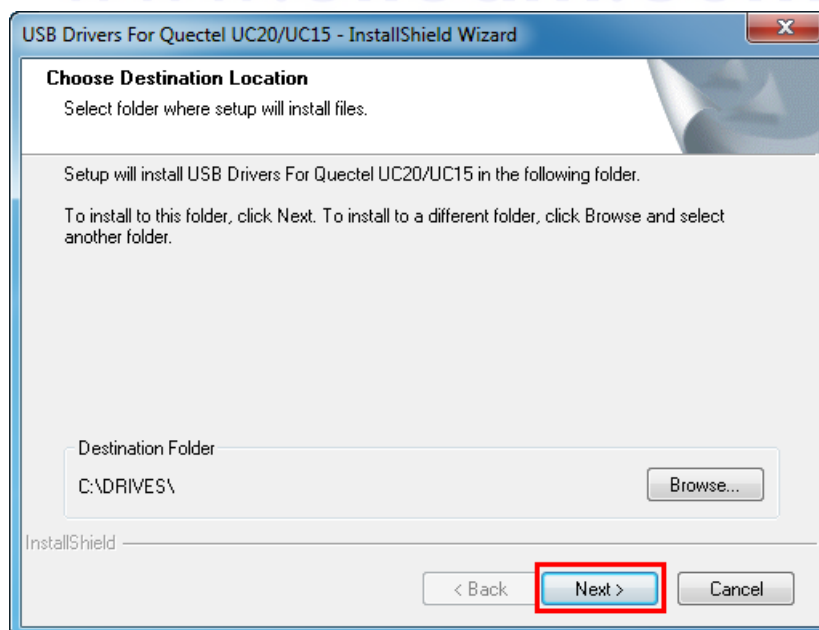 USB Drivers For Quectel UC20/UC15 - InstallShield Wizard
Choose Destination Location
Select folder where setup will install files.
Setup will install USB Drivers For Quectel UC20/UC15 in the following folder.
To install to this folder, click Next. To install to a different folder, click Browse and select
another folder.
Destination Folder
C:\DRIVES\
Browse...
InstallShield
< Back
Next >
Cancel